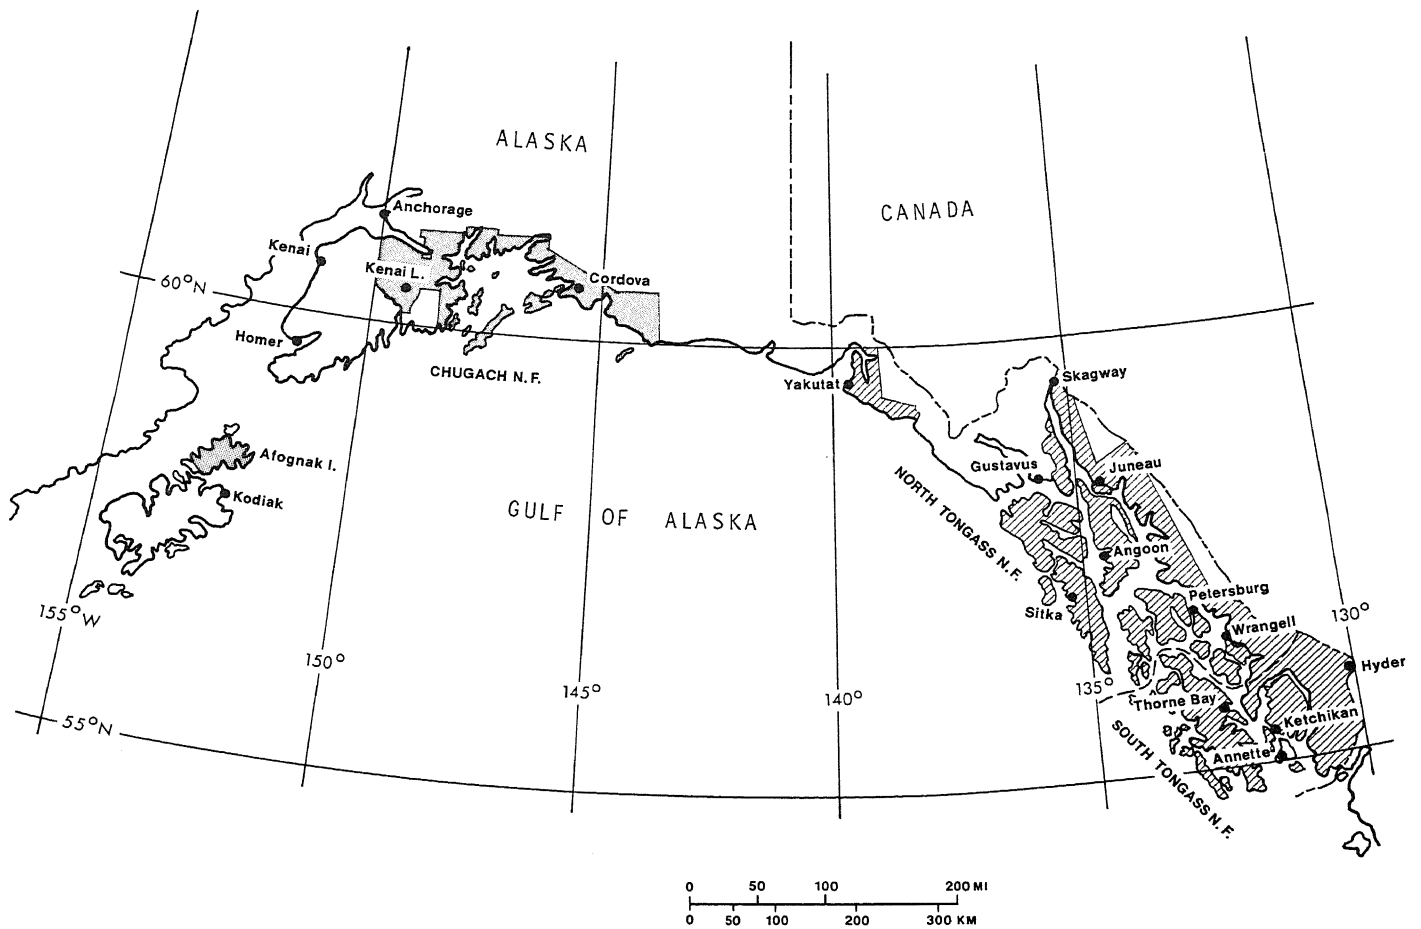 ALASKA
CANADA
Anchorage
Kenai
Kenai L.
Cordova
60°N
Homer
CHUGACH N.F.
Yakutat
Skagway
Afognak I.
Kodiak
Gustavus
Juneau
NORTH TONGASS N.F.
GULF OF ALASKA
Angoon
Sitka
Petersburg
Wrangell
155°W
130°
150°
Hyder
145°
140°
135°
Thorne Bay
Ketchikan
55°N
Annette
SOUTH TONGASS N.F.
0 50 100 200 MI
0 50 100 200 300 KM